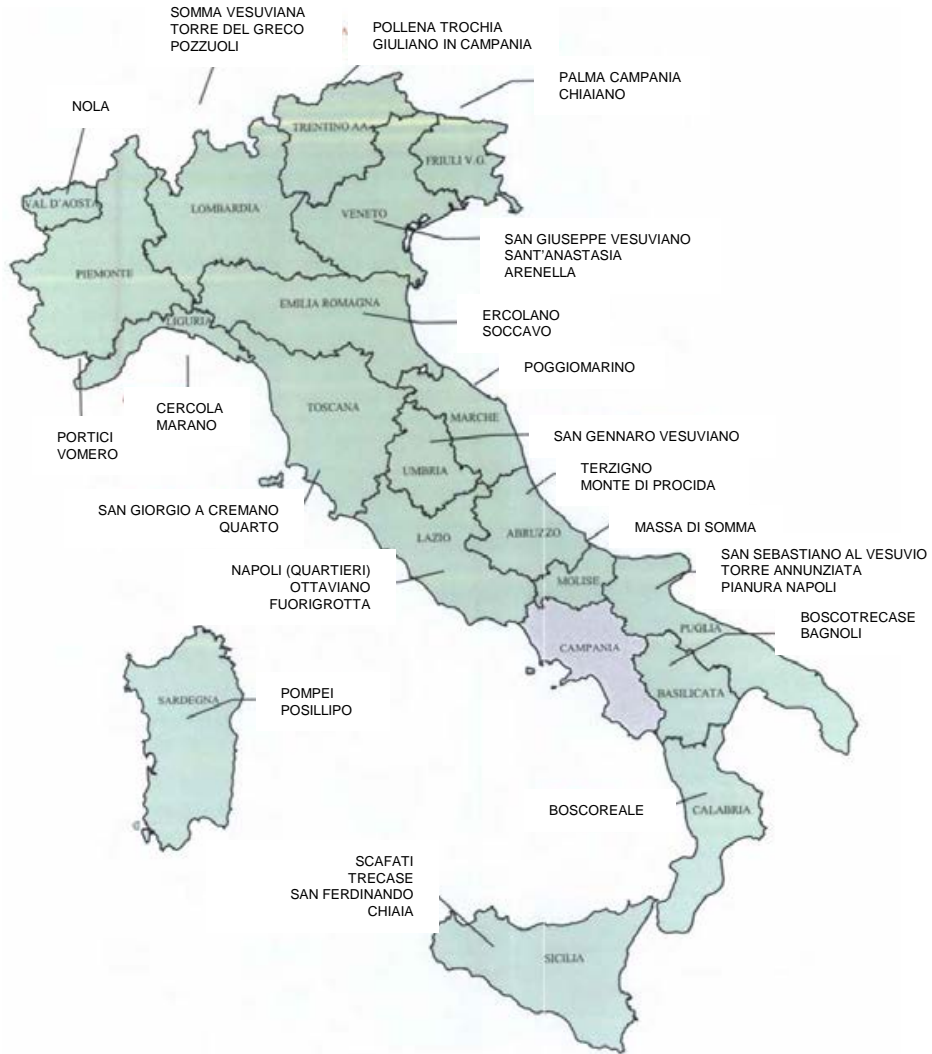 SOMMA VESUVIANA
TORRE DEL GRECO
POZZUOLI
POLLENA TROCHIA
GIULIANO IN CAMPANIA
PALMA CAMPANIA
CHIAIANO
NOLA
TRENTINO AA
FRIULI V.G.
VAL D'AOSTA
LOMBARDIA
VENETO
SAN GIUSEPPE VESUVIANO
SANT'ANASTASIA
ARENELLA
PIEMONTE
EMILIA ROMAGNA
ERCOLANO
SOCCAVO
LIGURIA
POGGIOMARINO
CERCOLA
MARANO
TOSCANA
MARCHE
PORTICI
VOMERO
SAN GENNARO VESUVIANO
UMBRIA
TERZIGNO
MONTE DI PROCIDA
SAN GIORGIO A CREMANO
QUARTO
LAZIO
ABRUZZO
MASSA DI SOMMA
NAPOLI (QUARTIERI)
OTTAVIANO
FUORIGROTTA
MOLISE
SAN SEBASTIANO AL VESUVIO
TORRE ANNUNZIATA
PIANURA NAPOLI
PUGLIA
BOSCOTRECASE
BAGNOLI
CAMPANIA
BASILICATA
SARDEGNA
POMPEI
POSILLIPO
BOSCOREALE
CALABRIA
SCAFATI
TRECASE
SAN FERDINANDO
CHIAIA
SICILIA